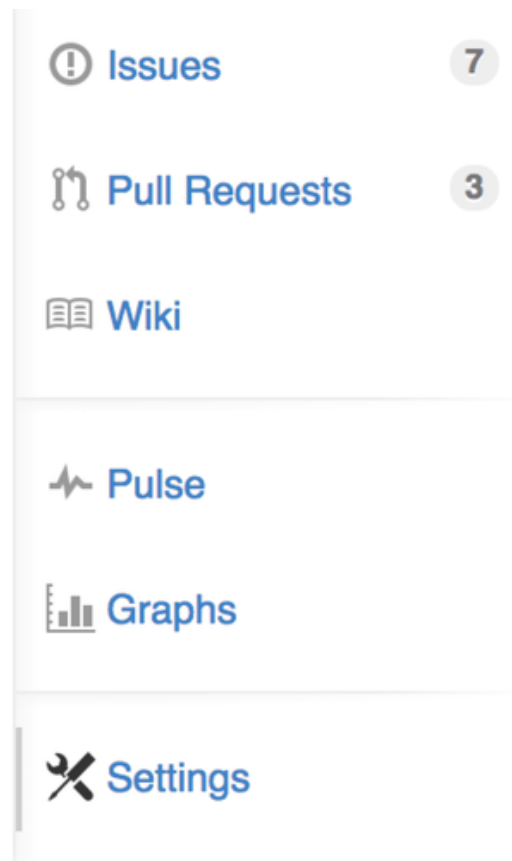 Issues 7
Pull Requests 3
Wiki
Pulse
Graphs
Settings